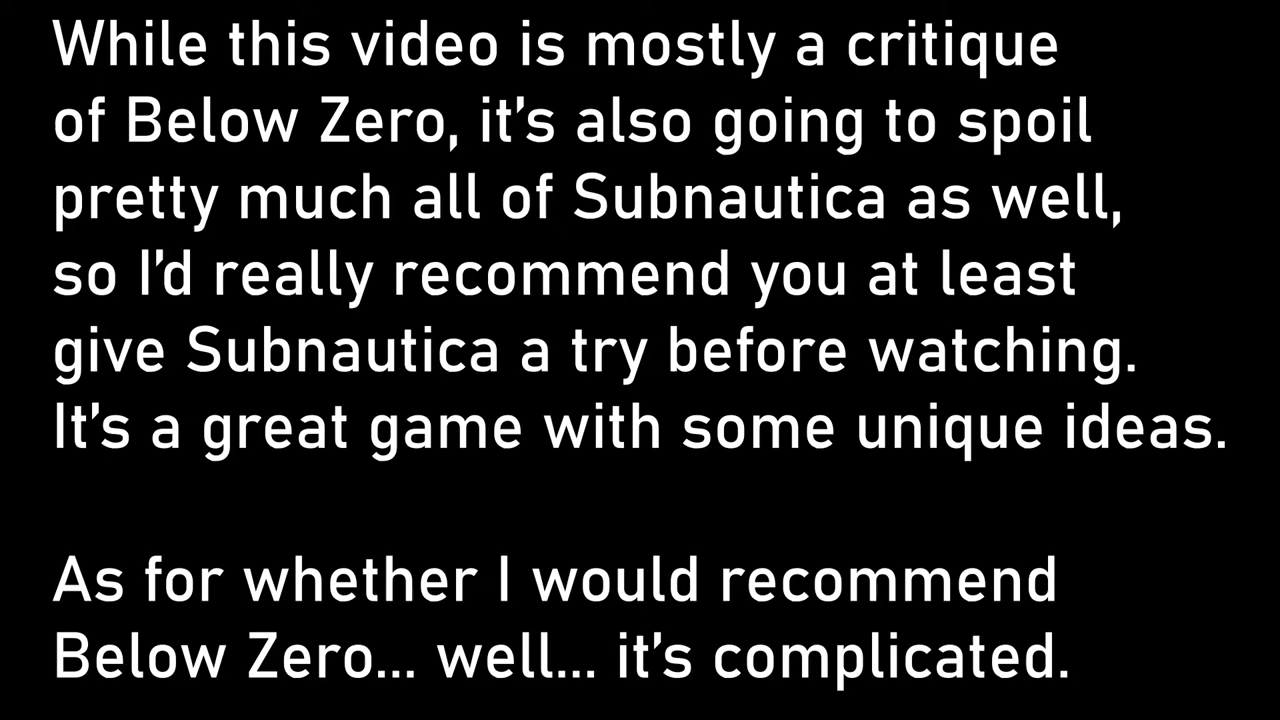 While this video is mostly a critique
of Below Zero, it's also going to spoil
pretty much all of Subnautica as well,
so I'd really recommend you at least
give Subnautica a try before watching.
It's a great game with some unique ideas.
As for whether I would recommend
Below Zero... well... it's complicated.